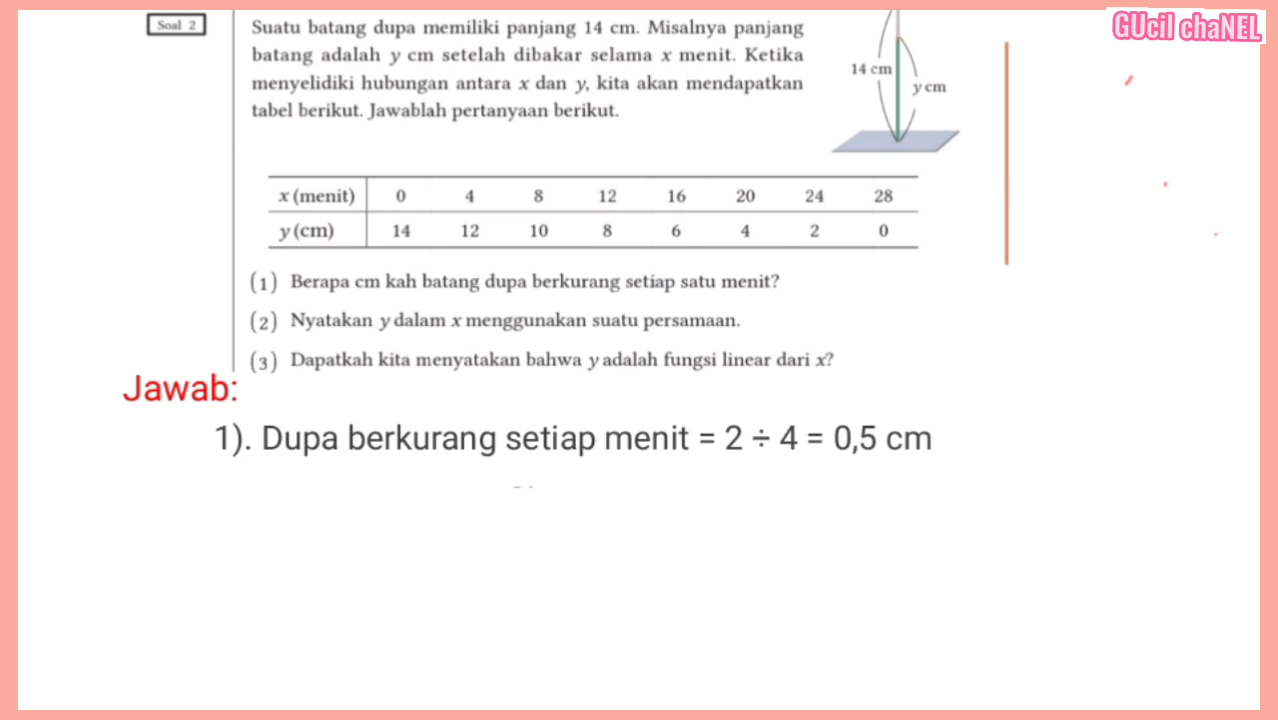 GUcil chaNEL
Soal 2
Suatu batang dupa memiliki panjang 14 cm. Misalnya panjang
batang adalah y cm setelah dibakar selama x menit. Ketika
menyelidiki hubungan antara x dan y, kita akan mendapatkan
tabel berikut. Jawablah pertanyaan berikut.
14 cm
y cm
x (menit) 0 4 8 12 16 20 24 28
y (cm) 14 12 10 8 6 4 2 0
(1) Berapa cm kah batang dupa berkurang setiap satu menit?
(2) Nyatakan y dalam x menggunakan suatu persamaan.
(3) Dapatkah kita menyatakan bahwa y adalah fungsi linear dari x?
Jawab:
1). Dupa berkurang setiap menit = 2 ÷ 4 = 0,5 cm